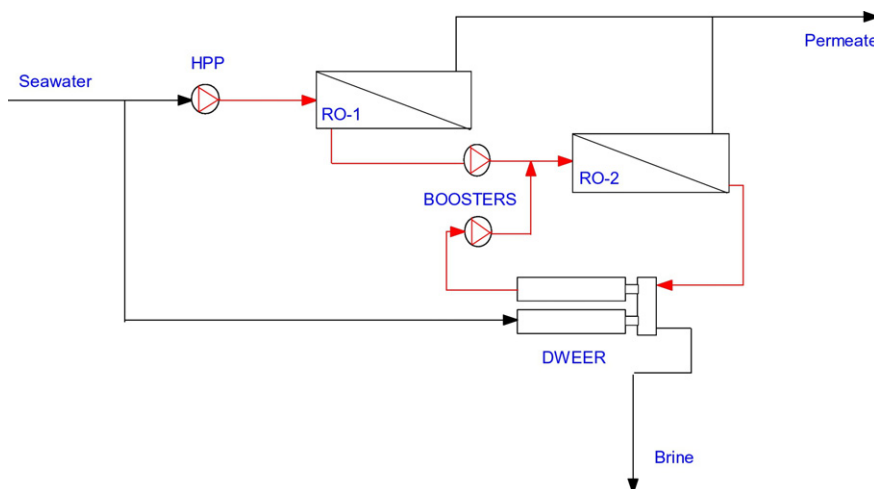 Permeate
HPP
Seawater
RO-1
RO-2
BOOSTERS
DWEER
Brine